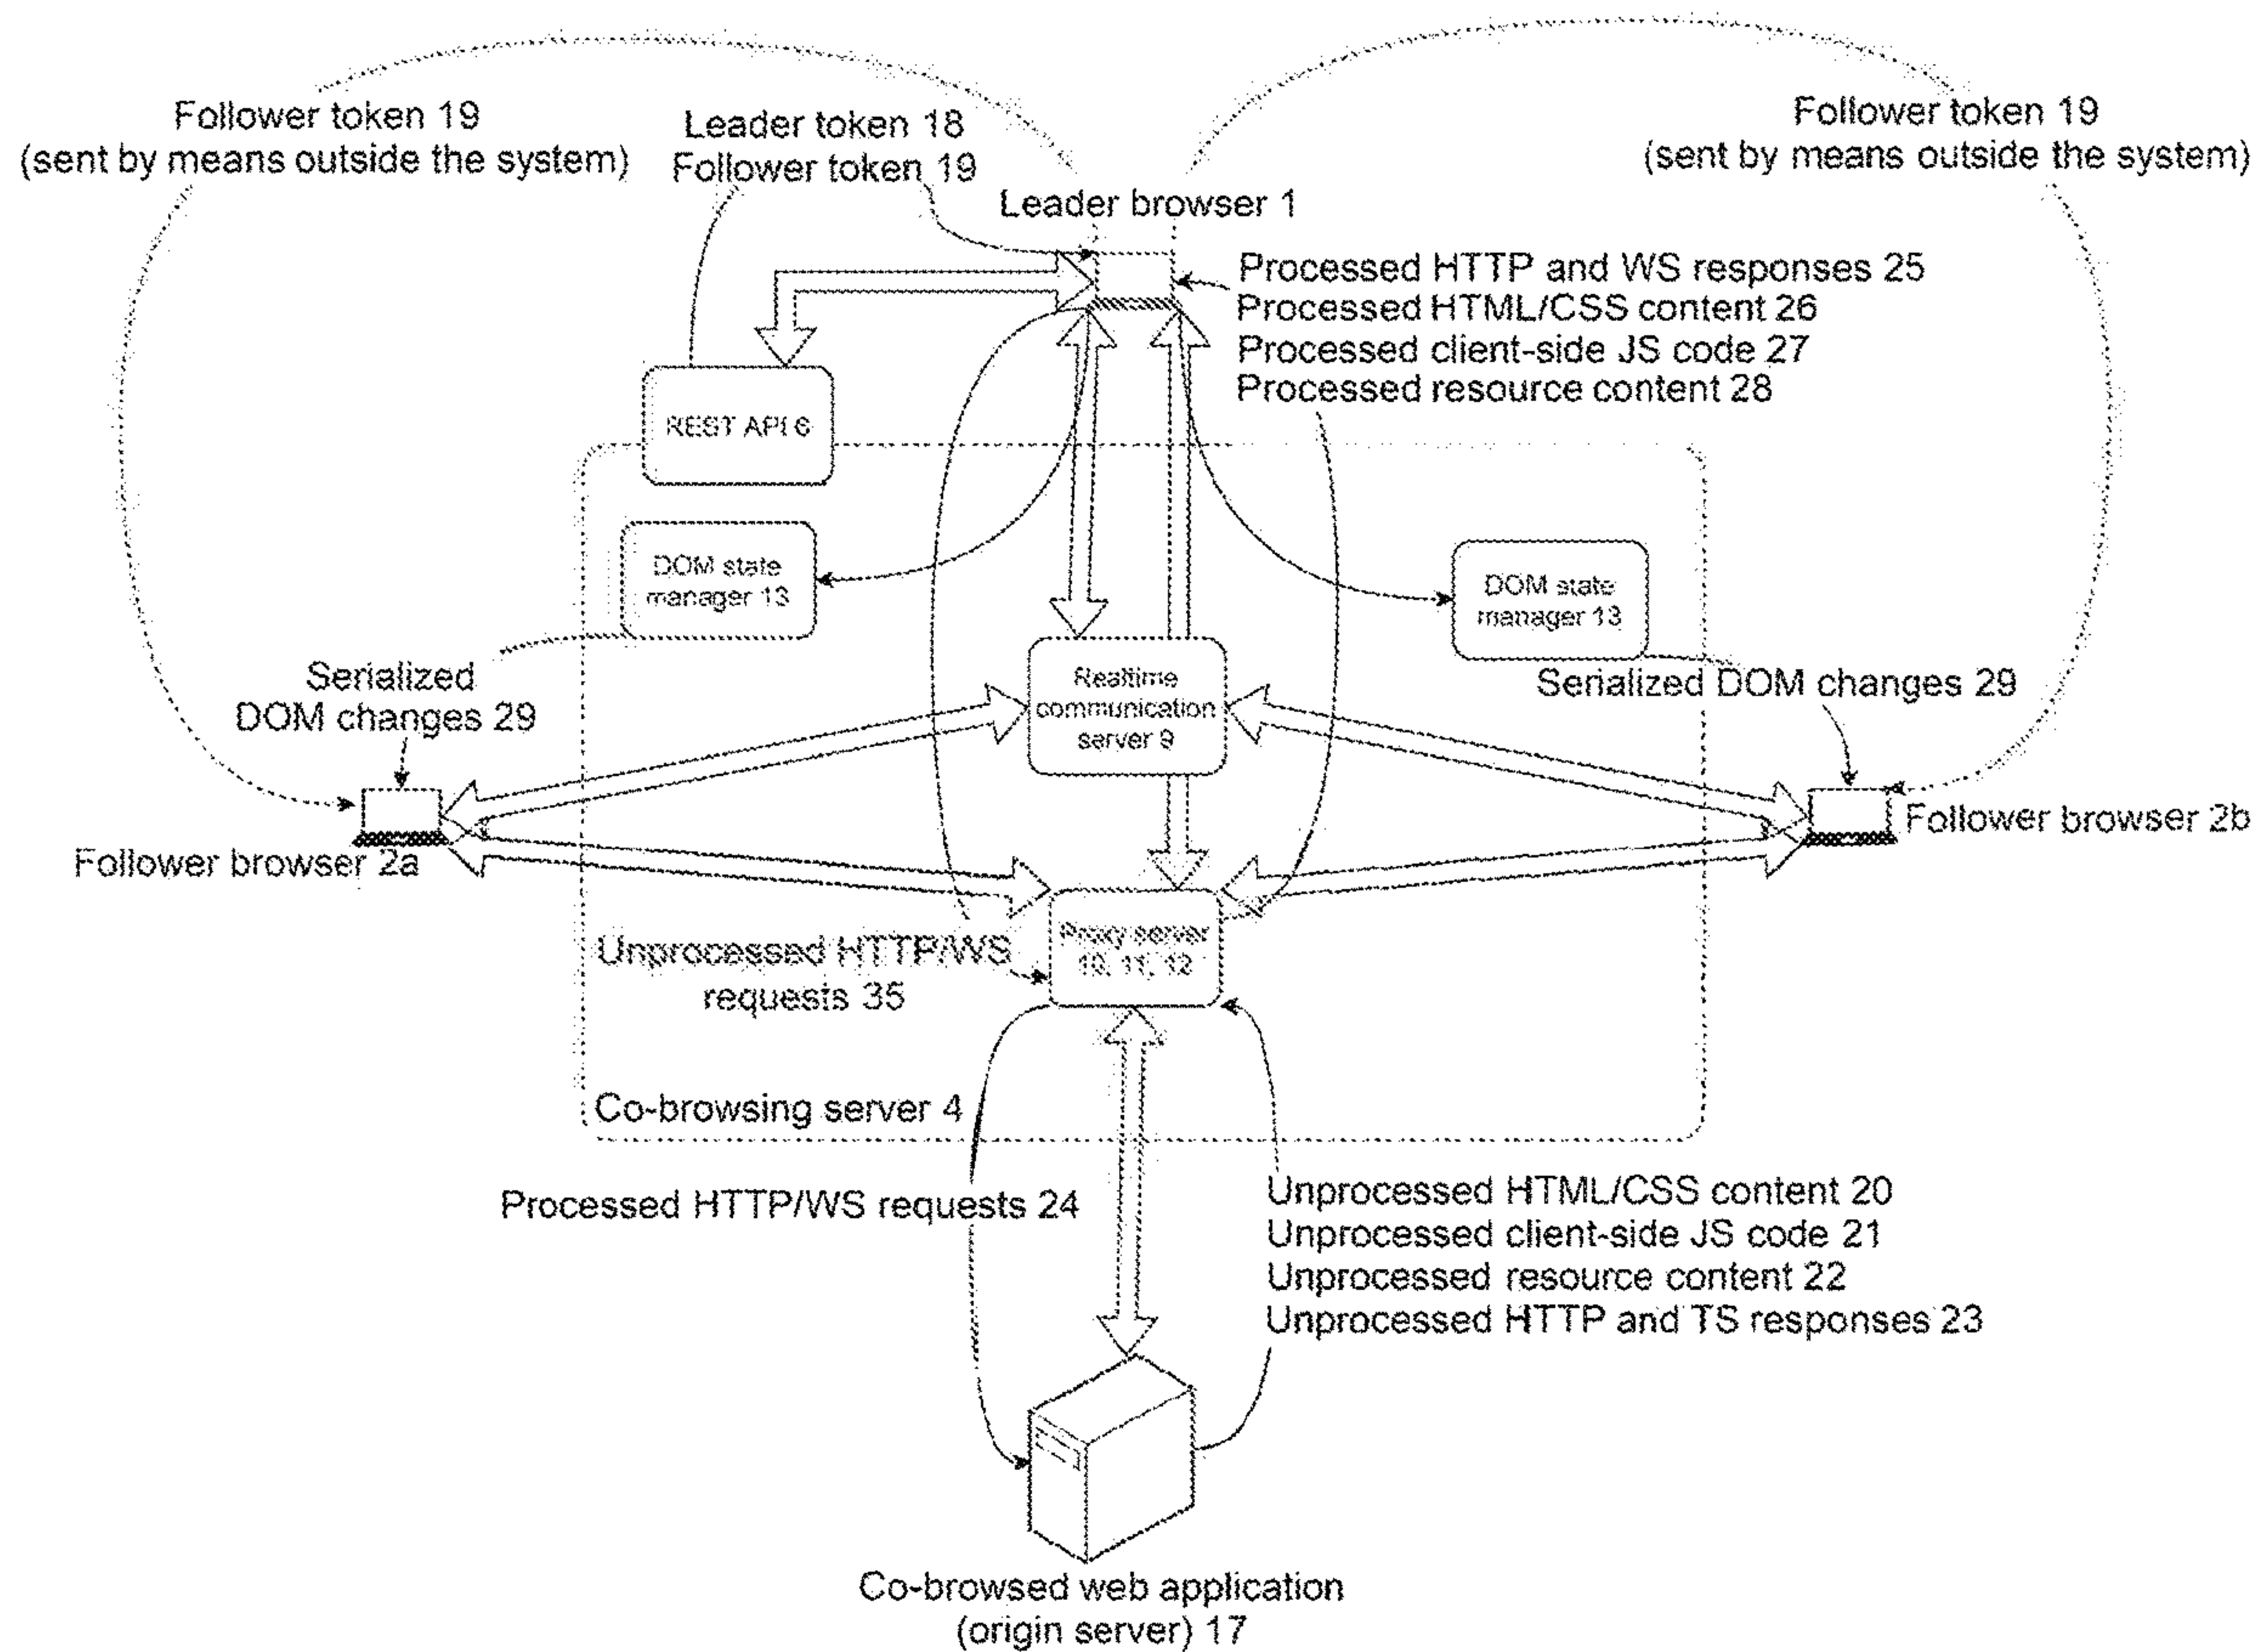 Follower token 19
(sent by means outside the system)
Leader token 18
Follower token 19
Follower token 19
(sent by means outside the system)
Leader browser 1
Processed HTTP and WS responses 25
Processed HTML/CSS content 26
Processed client-side JS code 27
Processed resource content 28
REST API 6
DOM state
manager 13
DOM state
manager 13
Serialized
DOM changes 29
Realtime
communication
server 9
Serialized DOM changes 29
Follower browser 2a
Follower browser 2b
Unprocessed HTTP/WS
requests 35
Proxy server
10, 11, 12
Co-browsing server 4
Processed HTTP/WS requests 24
Unprocessed HTML/CSS content 20
Unprocessed client-side JS code 21
Unprocessed resource content 22
Unprocessed HTTP and TS responses 23
Co-browsed web application
(origin server) 17